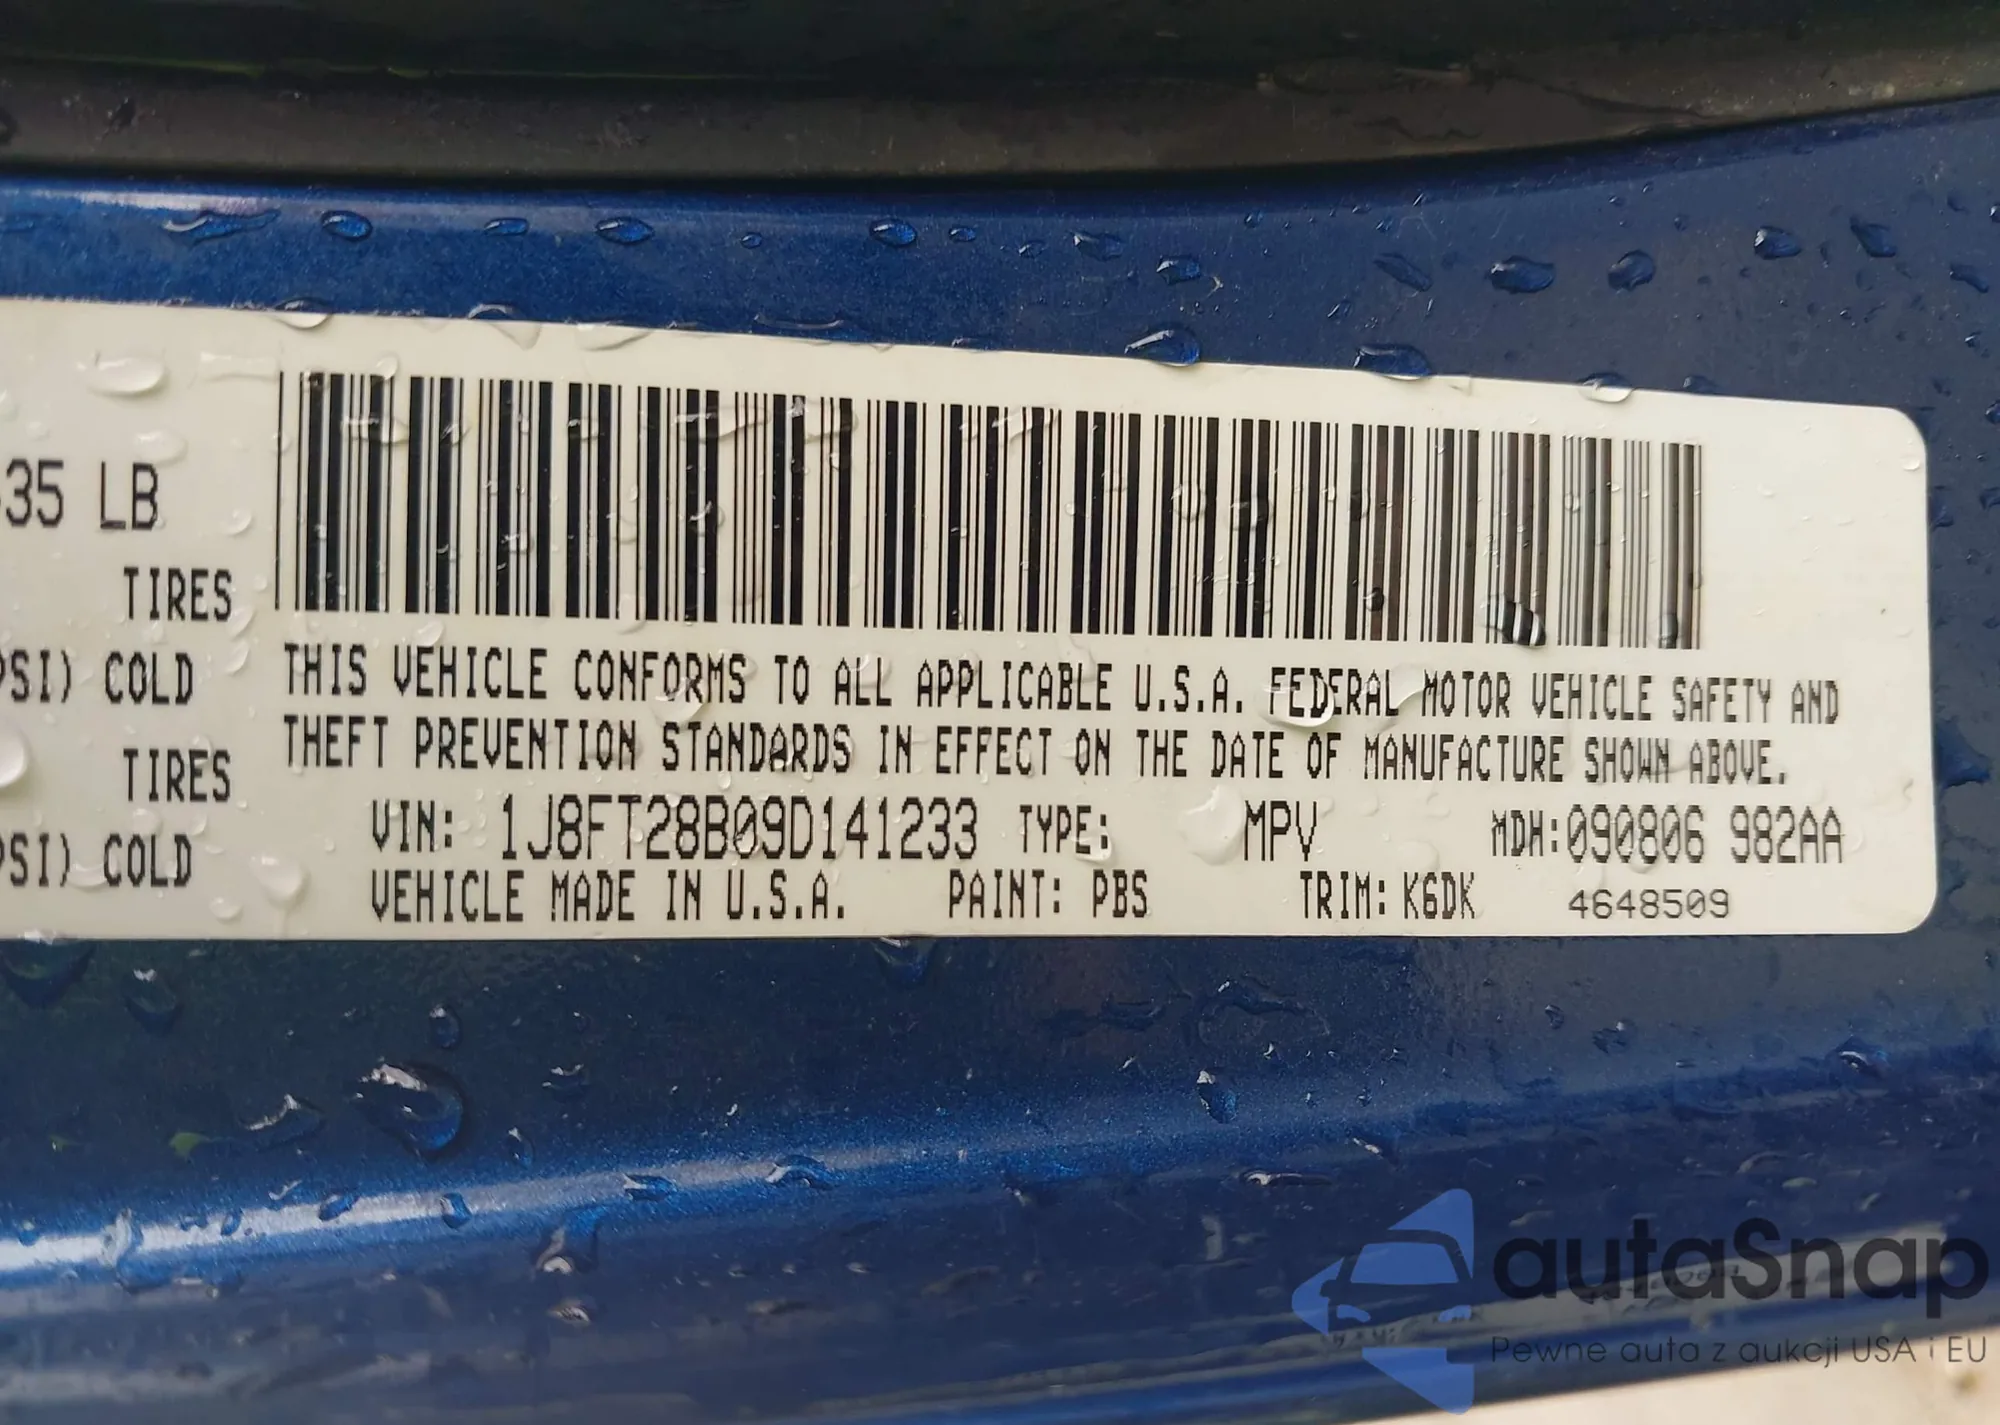 35 LB
TIRES
PSI) COLD
TIRES
PSI) COLD
THIS VEHICLE CONFORMS TO ALL APPLICABLE U.S.A. FEDERAL MOTOR VEHICLE SAFETY AND
THEFT PREVENTION STANDARDS IN EFFECT ON THE DATE OF MANUFACTURE SHOWN ABOVE.
VIN: 1J8FT28B09D141233 TYPE: MPV MDH:090806 982AA
VEHICLE MADE IN U.S.A. PAINT: PBS TRIM: K6DK 4648509
autoSnap
Pewne auta z aukcji USA i EU